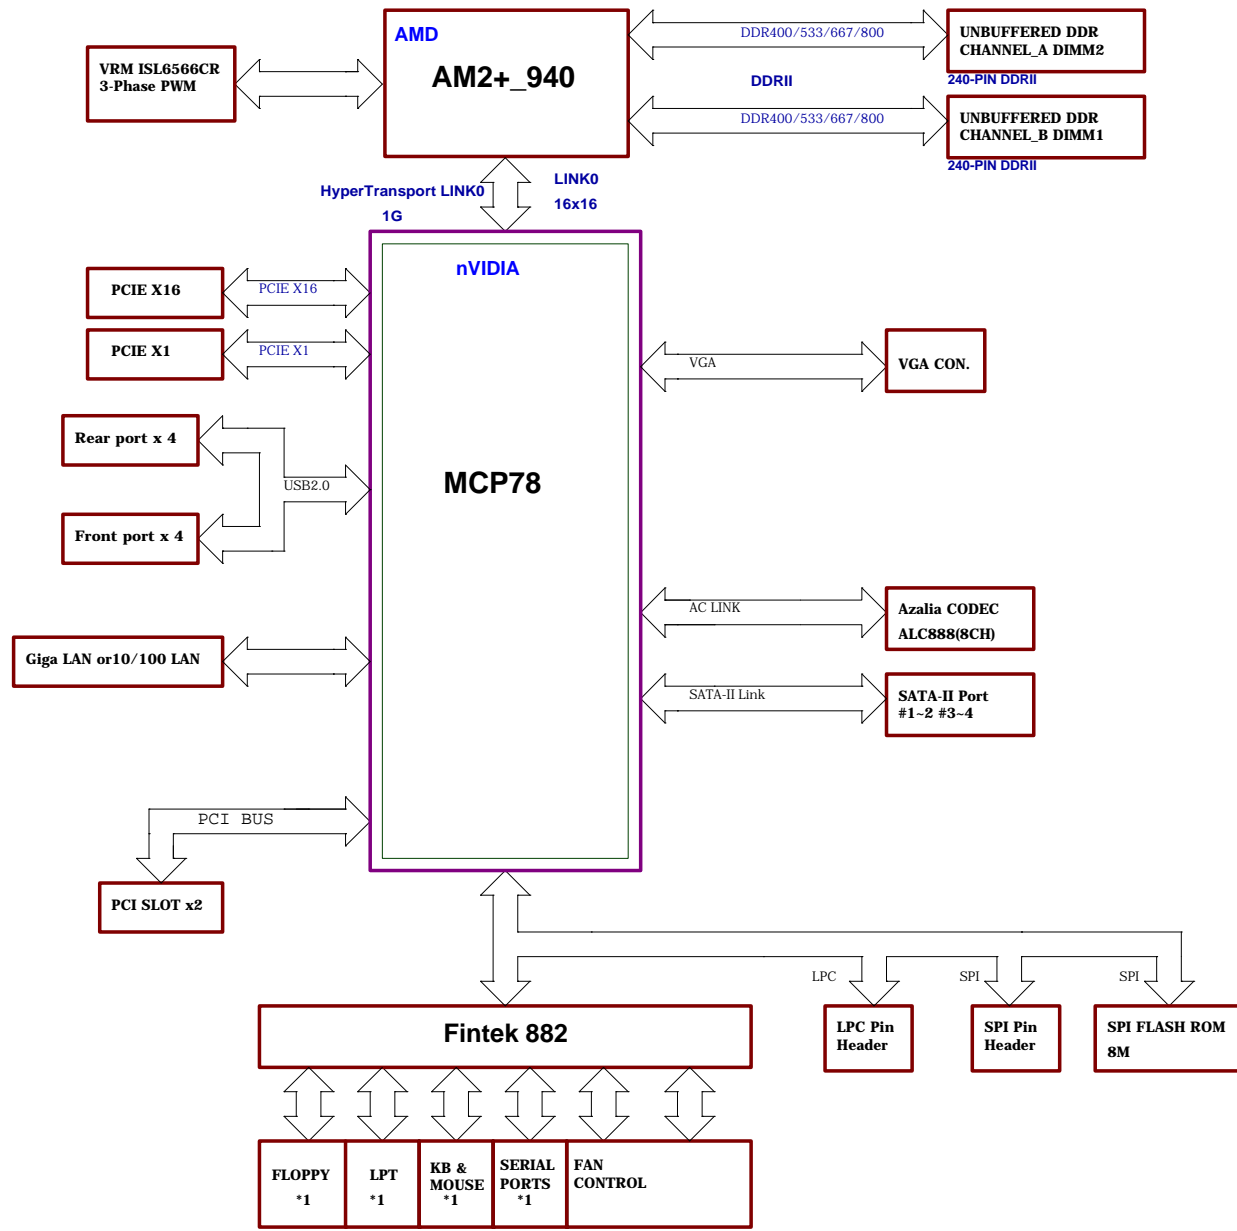 AMD
AM2+_940
VRM ISL6566CR
3-Phase PWM
DDR400/533/667/800
UNBUFFERED DDR
CHANNEL_A DIMM2
240-PIN DDRII
DDRII
DDR400/533/667/800
UNBUFFERED DDR
CHANNEL_B DIMM1
240-PIN DDRII
HyperTransport LINK0
1G
LINK0
16x16
nVIDIA
MCP78
PCIE X16
PCIE X16
PCIE X1
PCIE X1
VGA
VGA CON.
Rear port x 4
USB2.0
Front port x 4
AC LINK
Azalia CODEC
ALC888(8CH)
Giga LAN or10/100 LAN
SATA-II Link
SATA-II Port
#1~2 #3~4
PCI BUS
PCI SLOT x2
LPC
SPI
SPI
Fintek 882
LPC Pin
Header
SPI Pin
Header
SPI FLASH ROM
8M
FLOPPY
*1
LPT
*1
KB &
MOUSE
*1
SERIAL
PORTS
*1
FAN
CONTROL